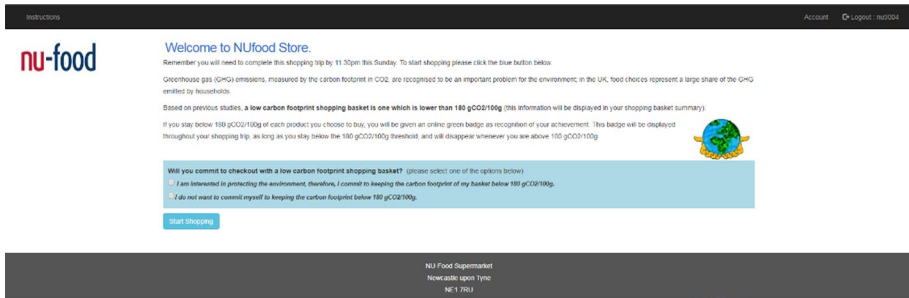 Instructions
Account
Logout : nu9004
nu-food
Welcome to NUfood Store.
Remember you will need to complete this shopping trip by 11.30pm this Sunday. To start shopping please click the blue button below.
Greenhouse gas (GHG) emissions, measured by the carbon footprint in CO2, are recognised to be an important problem for the environment; in the UK, food choices represent a large share of the GHG
emitted by households.
Based on previous studies, a low carbon footprint shopping basket is one which is lower than 180 gCO2/100g (this information will be displayed in your shopping basket summary).
If you stay below 180 gCO2/100g of each product you choose to buy, you will be given an online green badge as recognition of your achievement. This badge will be displayed
throughout your shopping trip, as long as you stay below the 180 gCO2/100g threshold, and will disappear whenever you are above 180 gCO2/100g.
Will you commit to checkout with a low carbon footprint shopping basket? (please select one of the options below)
I am interested in protecting the environment, therefore, I commit to keeping the carbon footprint of my basket below 180 gCO2/100g.
I do not want to commit myself to keeping the carbon footprint below 180 gCO2/100g.
Start Shopping
NU-Food Supermarket
Newcastle upon Tyne
NE1 7RU